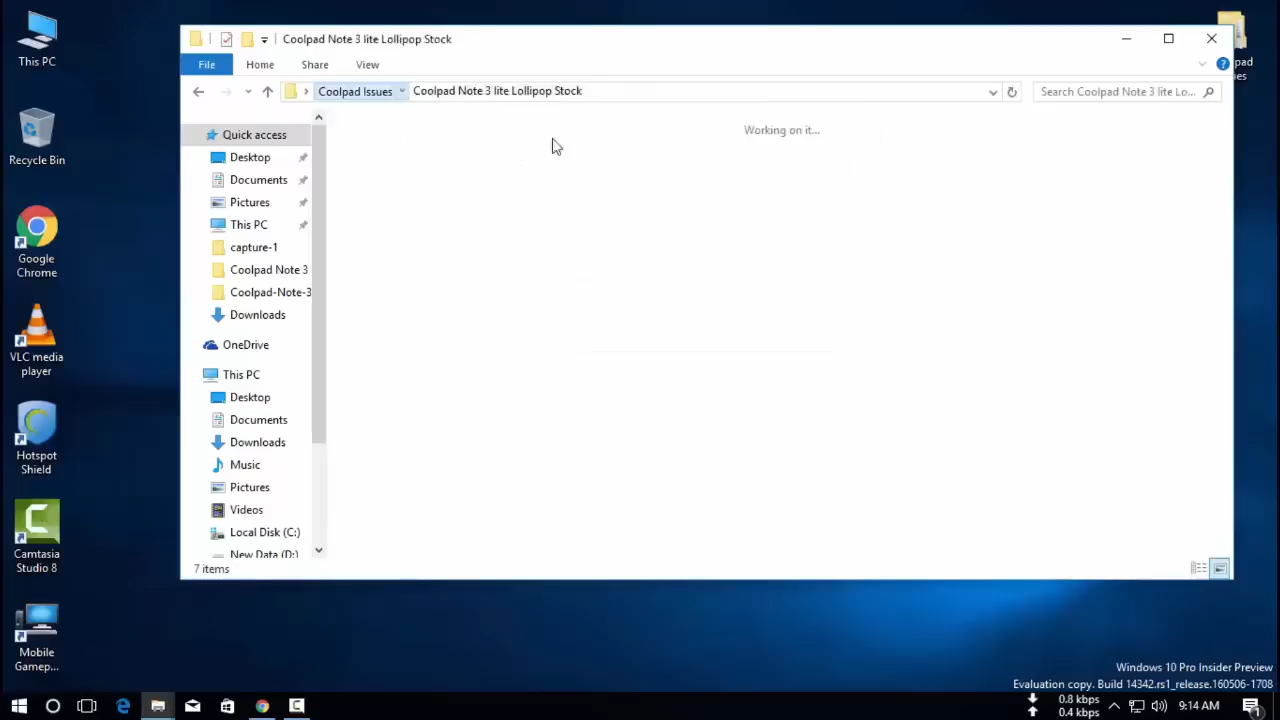 This PC
Recycle Bin
Google
Chrome
VLC media
player
Hotspot
Shield
Camtasia
Studio 8
Mobile
Gamep...
Coolpad Note 3 lite Lollipop Stock
File
Home
Share
View
Coolpad Issues
Coolpad Note 3 lite Lollipop Stock
Search Coolpad Note 3 lite Lo...
Working on it...
Quick access
Desktop
Documents
Pictures
This PC
capture-1
Coolpad Note 3
Coolpad-Note-3
Downloads
OneDrive
This PC
Desktop
Documents
Downloads
Music
Pictures
Videos
Local Disk (C:)
New Data (D:)
7 items
Windows 10 Pro Insider Preview
Evaluation copy. Build 14342.rs1_release.160506-1708
0.8 kbps
0.4 kbps
9:14 AM
1